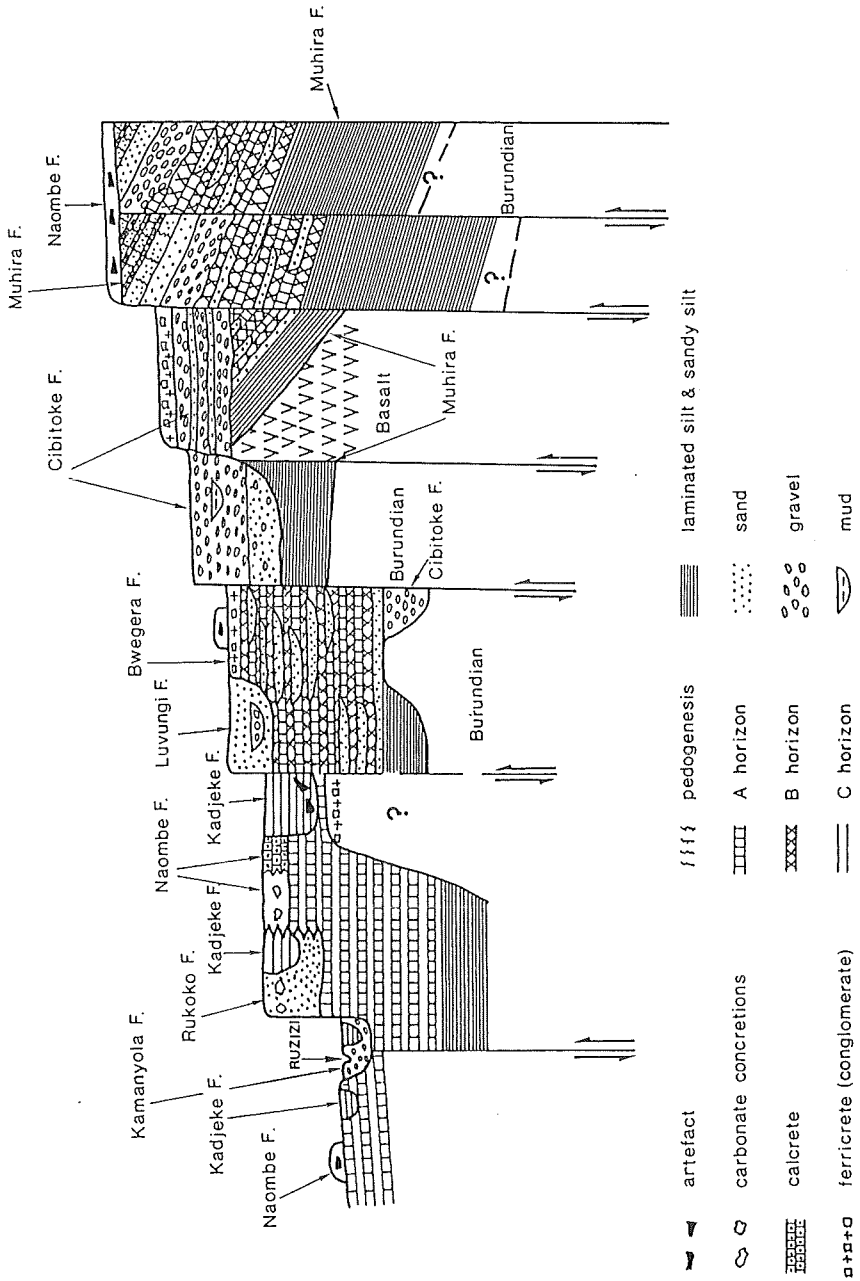 Naombe F.
Kadjeke F.
Kamanyola F.
RUZIZI
Rukoko F.
Kadjeke F.
Naombe F.
Kadjeke F.
Luvungi F.
Bwegera F.
Cibitoke F.
Muhira F.
Naombe F.
Muhira F.
?
Burundian
Burundian
Cibitoke F.
Basalt
Muhira F.
?
?
Burundian
artefact pedogenesis laminated silt & sandy silt
carbonate concretions A horizon sand
calcrete B horizon gravel
ferricrete (conglomerate) C horizon mud